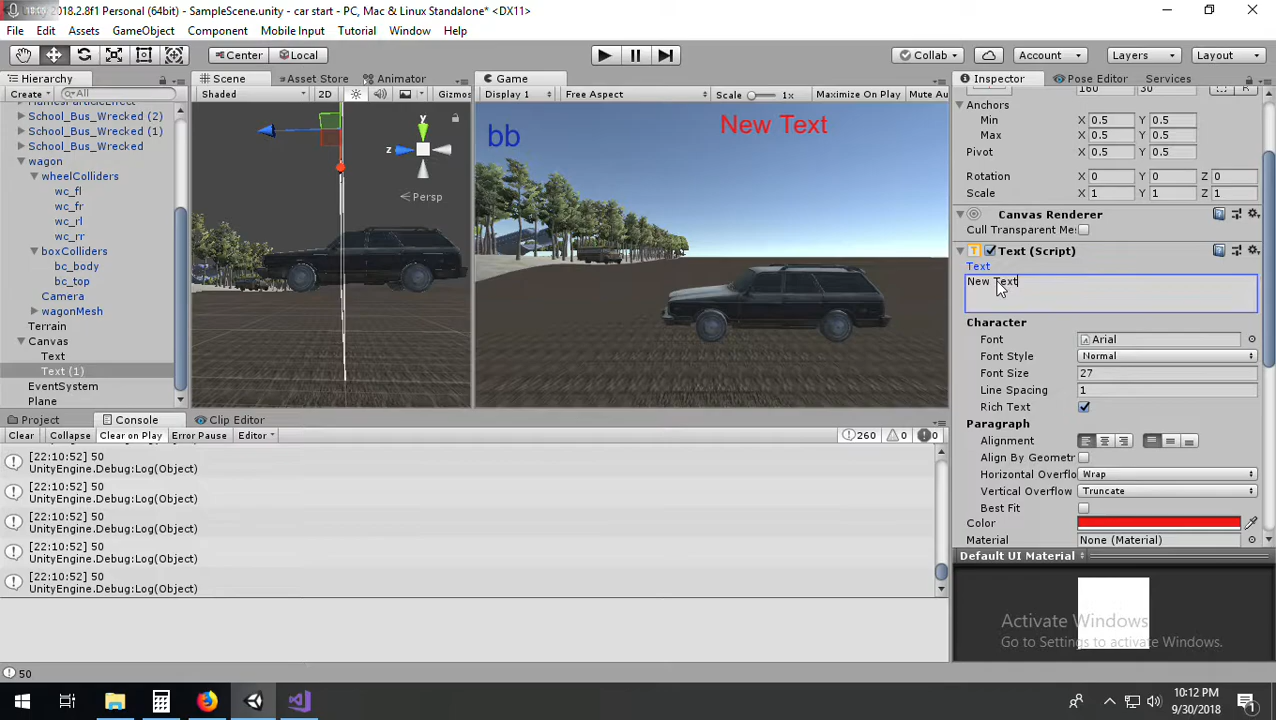 2018.2.8f1 Personal (64bit) - SampleScene.unity - car start - PC, Mac & Linux Standalone* <DX11>
File Edit Assets GameObject Component Mobile Input Tutorial Window Help
Center Local Collab Account Layers Layout
Hierarchy Scene Asset Store Animator Game Inspector Pose Editor Services
Create All Shaded 2D Gizmos Display 1 Free Aspect Scale 1x Maximize On Play Mute Au
160 30 R
School_Bus_Wrecked (2)
School_Bus_Wrecked (1)
School_Bus_Wrecked
wagon
wheelColliders
wc_fl
wc_fr
wc_rl
wc_rr
boxColliders
bc_body
bc_top
Camera
wagonMesh
Terrain
Canvas
Text
Text (1)
EventSystem
Plane
y
z
Persp
bb
New Text
Anchors
Min X 0.5 Y 0.5
Max X 0.5 Y 0.5
Pivot X 0.5 Y 0.5
Rotation X 0 Y 0 Z 0
Scale X 1 Y 1 Z 1
Canvas Renderer
Cull Transparent Me
Text (Script)
Text
New Text
Character
Font Arial
Font Style Normal
Font Size 27
Line Spacing 1
Rich Text
Paragraph
Alignment
Align By Geometr
Horizontal Overflo Wrap
Vertical Overflow Truncate
Best Fit
Color
Material None (Material)
Default UI Material
Project Console Clip Editor
Clear Collapse Clear on Play Error Pause Editor 260 0 0
[22:10:52] 50
UnityEngine.Debug:Log(Object)
[22:10:52] 50
UnityEngine.Debug:Log(Object)
[22:10:52] 50
UnityEngine.Debug:Log(Object)
[22:10:52] 50
UnityEngine.Debug:Log(Object)
[22:10:52] 50
UnityEngine.Debug:Log(Object)
50
Activate Windows
Go to Settings to activate Windows.
10:12 PM
9/30/2018
1